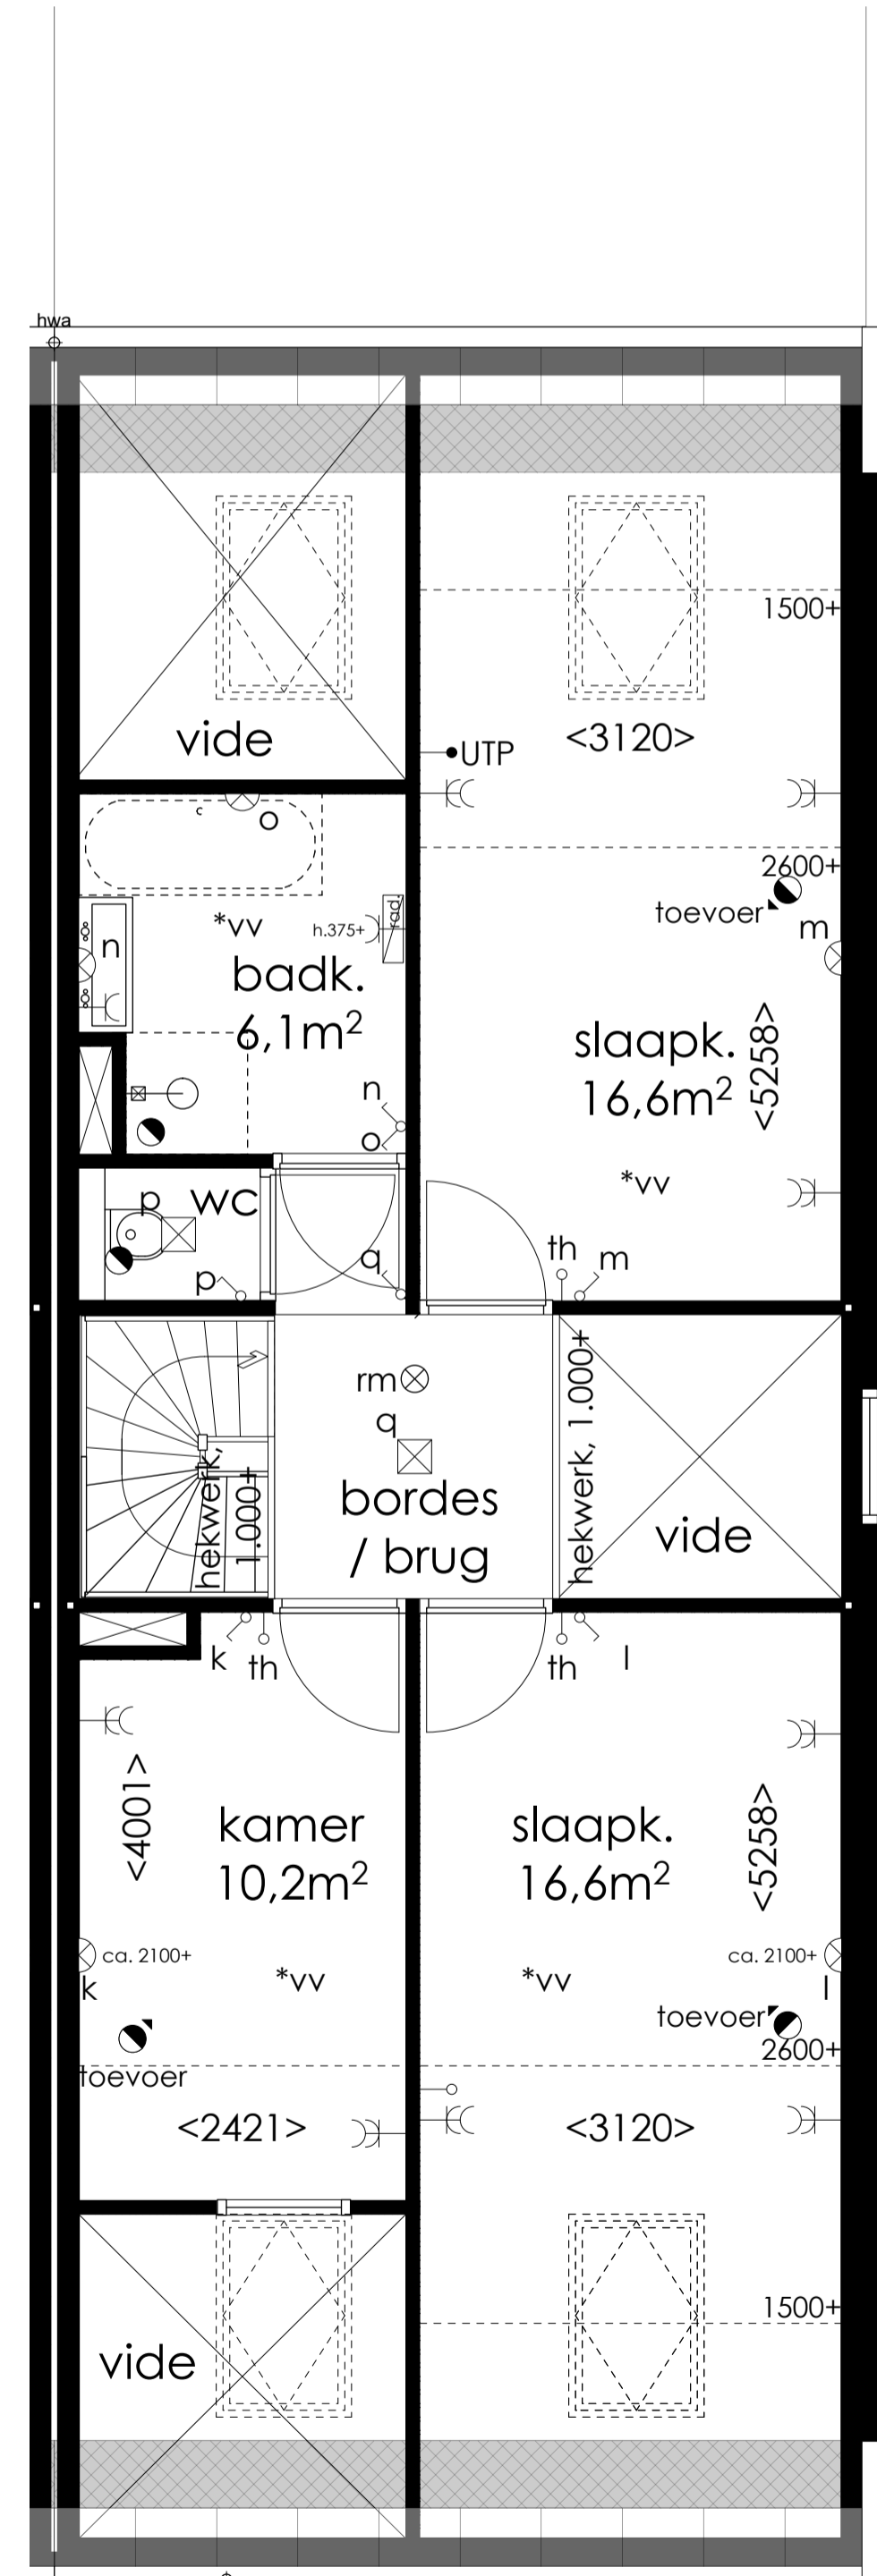 hwa
1500+
vide
UTP
<3120>
c
o
2600+
toevoer
m
n
*vv
h.375+
rad
badk.
6,1m²
slaapk.
16,6m²
<5258>
n
o
*vv
p
wc
q
p
th
m
rm
q
hekwerk,
1.000+
bordes
/ brug
hekwerk, 1.000+
vide
k
th
th
l
<4001>
kamer
10,2m²
slaapk.
16,6m²
<5258>
ca. 2100+
k
*vv
*vv
ca. 2100+
l
toevoer
2600+
toevoer
<2421>
<3120>
1500+
vide